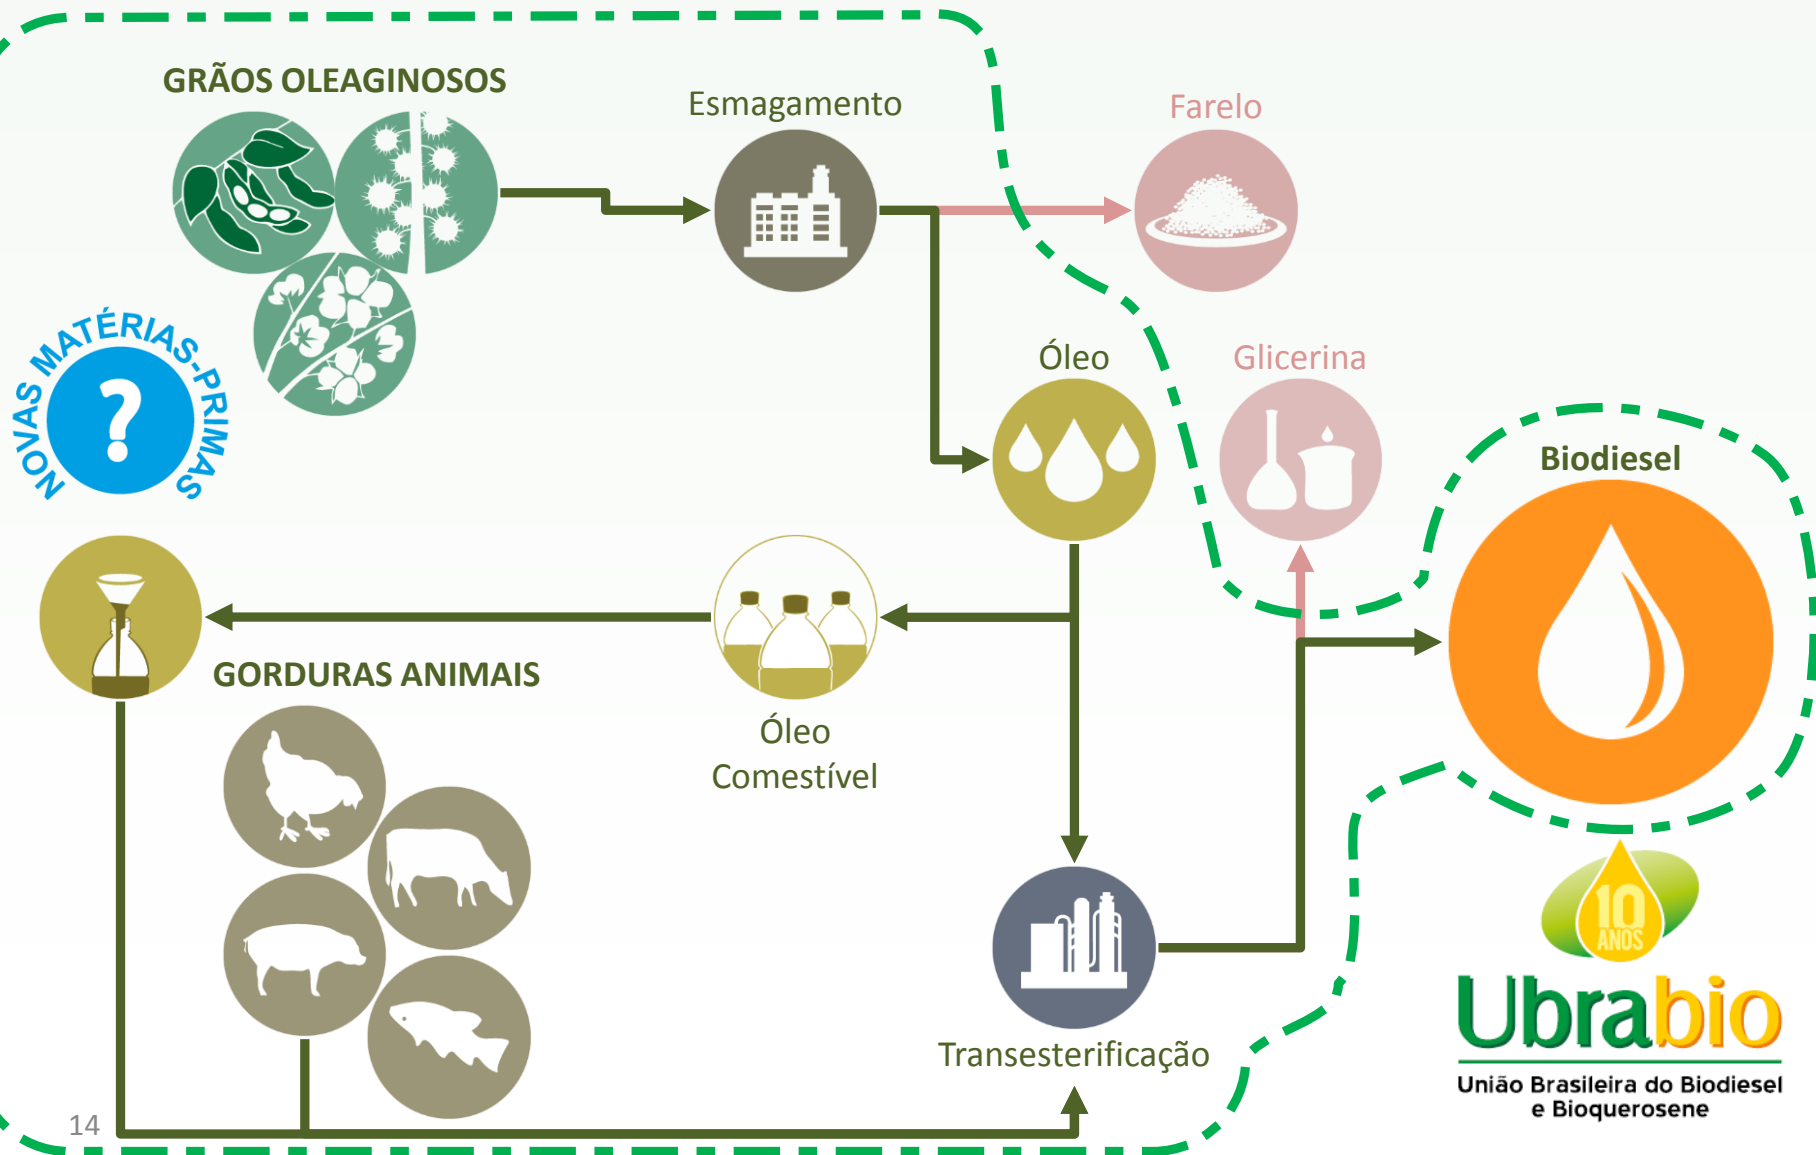 GRÃOS OLEAGINOSOS
Esmagamento
Farelo
NOVAS MATÉRIAS-PRIMAS
?
Óleo
Glicerina
Biodiesel
GORDURAS ANIMAIS
Óleo
Comestível
Transesterificação
10
ANOS
Ubrabio
União Brasileira do Biodiesel
e Bioquerosene
14